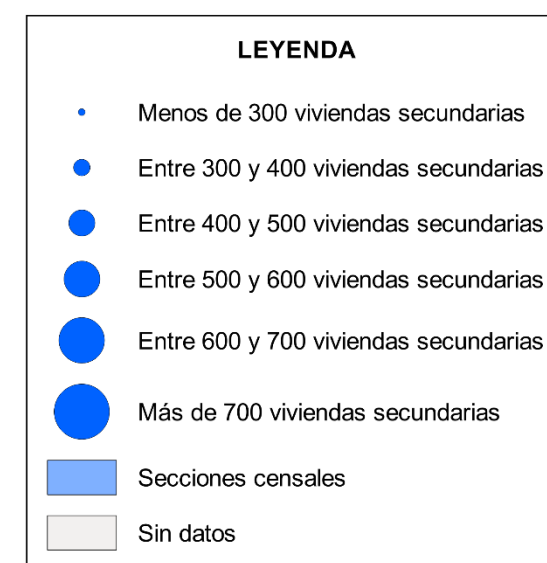 LEYENDA
Menos de 300 viviendas secundarias
Entre 300 y 400 viviendas secundarias
Entre 400 y 500 viviendas secundarias
Entre 500 y 600 viviendas secundarias
Entre 600 y 700 viviendas secundarias
Más de 700 viviendas secundarias
Secciones censales
Sin datos